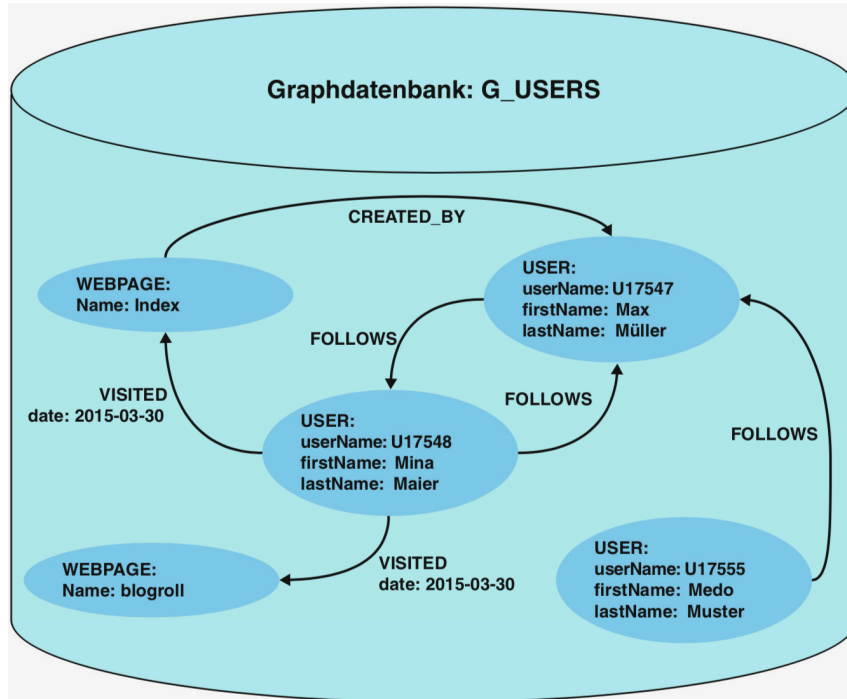 Graphdatenbank: G_USERS
CREATED_BY
WEBPAGE:
Name: Index
USER:
userName: U17547
firstName: Max
lastName: Müller
FOLLOWS
VISITED
date: 2015-03-30
FOLLOWS
USER:
userName: U17548
firstName: Mina
lastName: Maier
FOLLOWS
WEBPAGE:
Name: blogroll
VISITED
date: 2015-03-30
USER:
userName: U17555
firstName: Medo
lastName: Muster